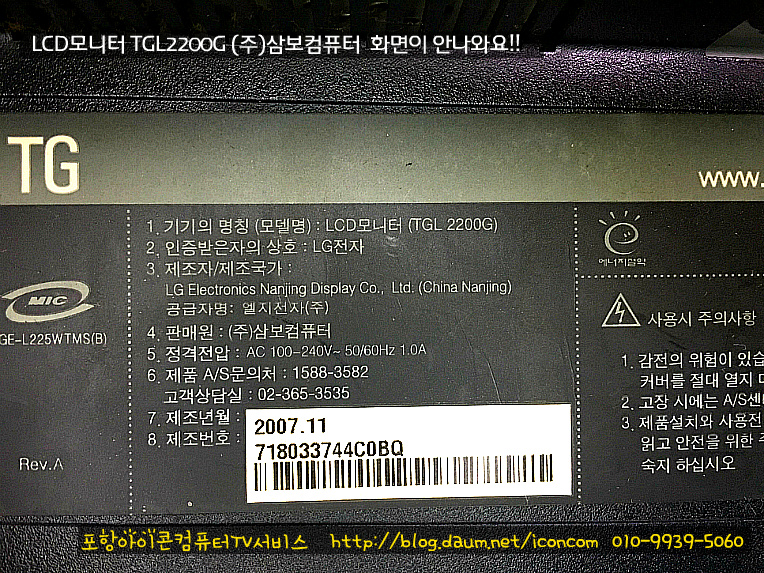 LCD모니터 TGL2200G (주)삼보컴퓨터 화면이 안나와요!!
TG
www.
1. 기기의 명칭 (모델명) : LCD모니터 (TGL 2200G)
2. 인증받은자의 상호 : LG전자
3. 제조자/제조국가 :
LG Electronics Nanjing Display Co., Ltd. (China Nanjing)
공급자명: 엘지전자(주)
4. 판매원 : (주)삼보컴퓨터
5. 정격전압 : AC 100-240V~ 50/60Hz 1.0A
6. 제품 A/S문의처 : 1588-3582
고객상담실 : 02-365-3535
7. 제조년월 :
2007.11
8. 제조번호 :
718033744C0BQ
MIC
GE-L225WTMS(B)
Rev.A
에너지절약
사용시 주의사항
1. 감전의 위험이 있습
커버를 절대 열지
2. 고장 시에는 A/S센
3. 제품설치와 사용전
읽고 안전을 위한
숙지 하십시오
포항아이콘컴퓨터TV서비스 http://blog.daum.net/iconcom 010-9939-5060